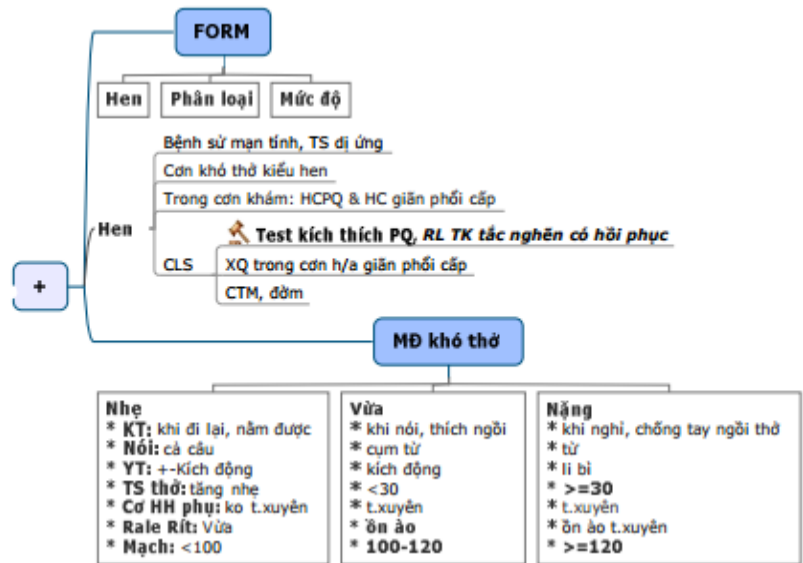 FORM
Hen
Phân loại
Mức độ
Bệnh sử mạn tính, TS dị ứng
Cơn khó thở kiểu hen
Trong cơn khám: HCPQ & HC giãn phổi cấp
Hen
Test kích thích PQ, RL TK tắc nghẽn có hồi phục
CLS
XQ trong cơn h/a giãn phổi cấp
CTM, đờm
+
MĐ khó thở
Nhẹ
* KT: khi đi lại, nằm được
* Nói: cả câu
* YT: +-Kích động
* TS thở: tăng nhẹ
* Cơ HH phụ: ko t.xuyên
* Rale Rít: Vừa
* Mạch: <100
Vừa
* khi nói, thích ngồi
* cụm từ
* kích động
* <30
* t.xuyên
* ồn ào
* 100-120
Nặng
* khi nghỉ, chống tay ngồi thở
* từ
* li bì
* >=30
* t.xuyên
* ồn ào t.xuyên
* >=120